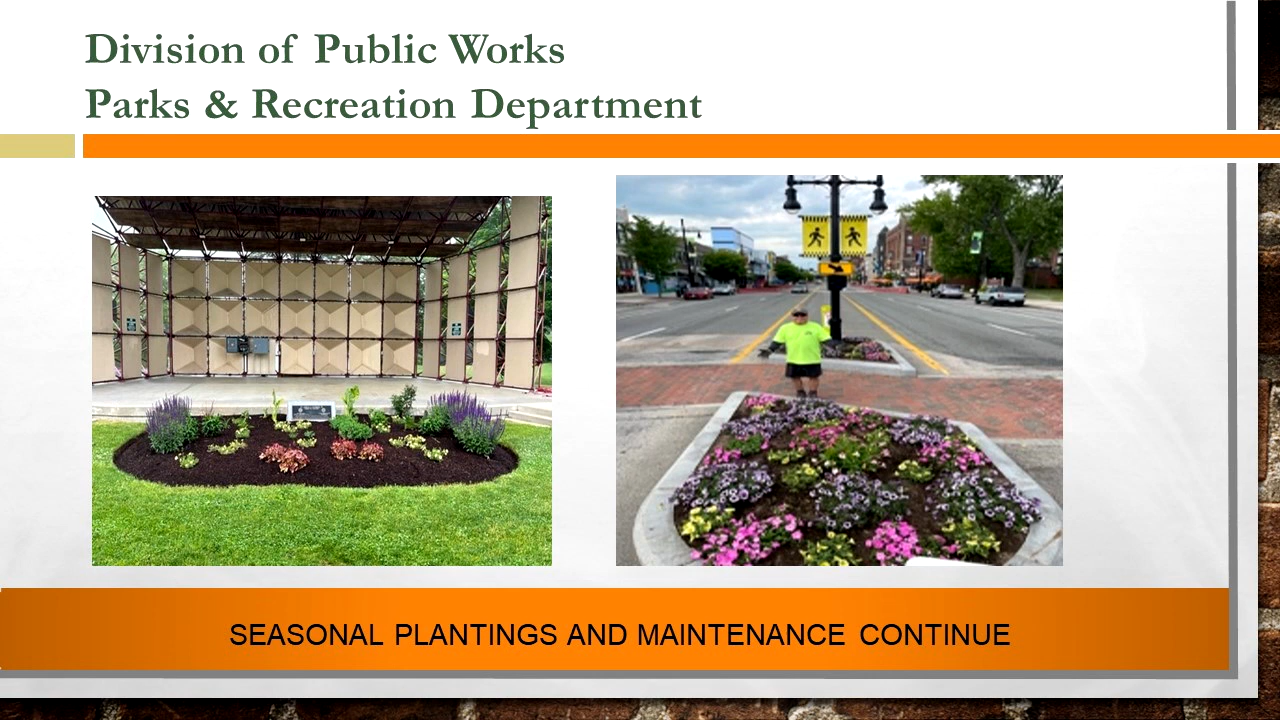 Division of Public Works
Parks & Recreation Department
SEASONAL PLANTINGS AND MAINTENANCE CONTINUE